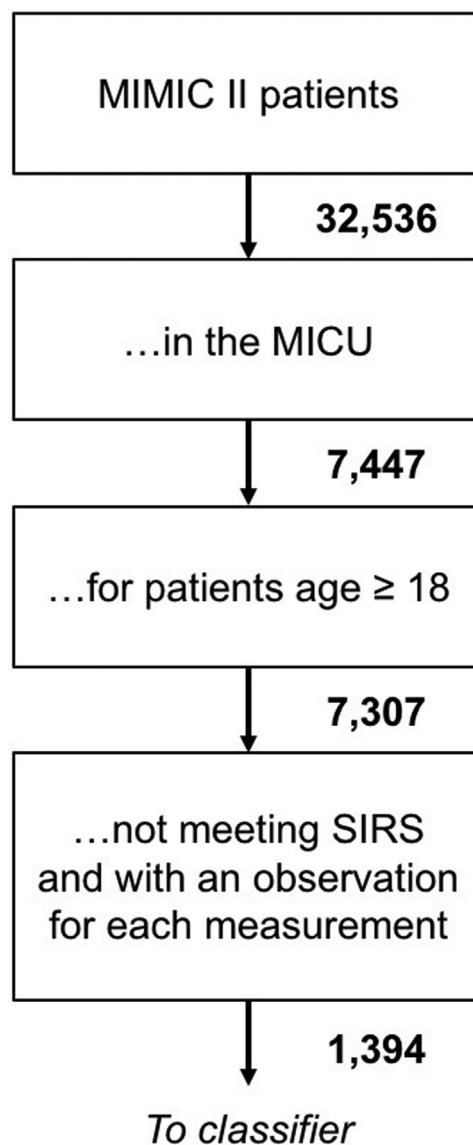 MIMIC II patients
32,536
…in the MICU
7,447
…for patients age ≥ 18
7,307
…not meeting SIRS
and with an observation
for each measurement
1,394
To classifier